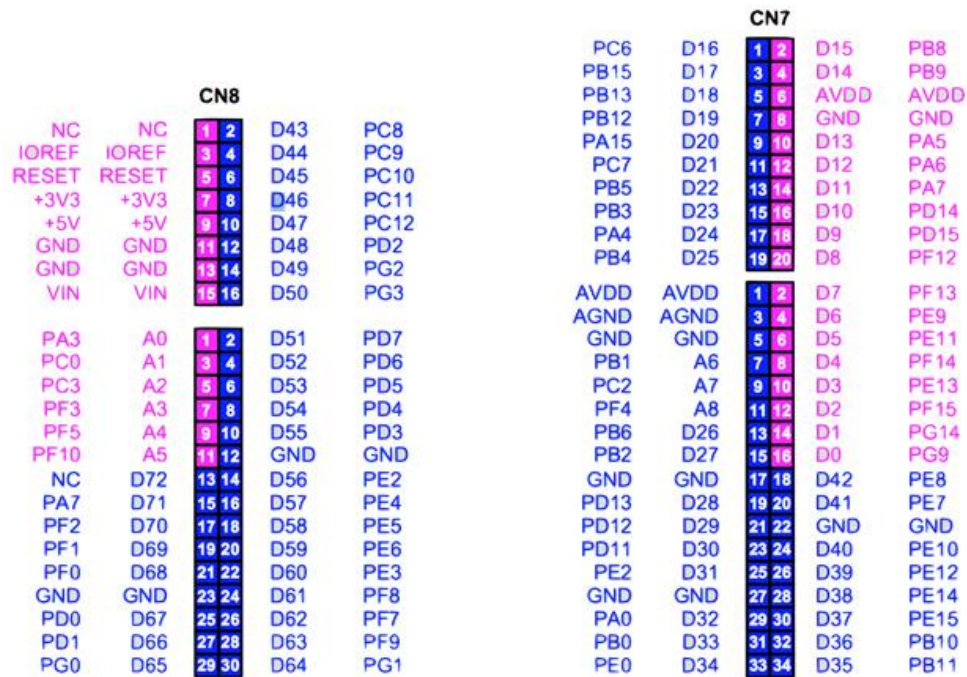 CN8
NC NC 1 2 D43 PC8
IOREF IOREF 3 4 D44 PC9
RESET RESET 5 6 D45 PC10
+3V3 +3V3 7 8 D46 PC11
+5V +5V 9 10 D47 PC12
GND GND 11 12 D48 PD2
GND GND 13 14 D49 PG2
VIN VIN 15 16 D50 PG3
PA3 A0 1 2 D51 PD7
PC0 A1 3 4 D52 PD6
PC3 A2 5 6 D53 PD5
PF3 A3 7 8 D54 PD4
PF5 A4 9 10 D55 PD3
PF10 A5 11 12 GND GND
NC D72 13 14 D56 PE2
PA7 D71 15 16 D57 PE4
PF2 D70 17 18 D58 PE5
PF1 D69 19 20 D59 PE6
PF0 D68 21 22 D60 PE3
GND GND 23 24 D61 PF8
PD0 D67 25 26 D62 PF7
PD1 D66 27 28 D63 PF9
PG0 D65 29 30 D64 PG1
CN7
PC6 D16 1 2 D15 PB8
PB15 D17 3 4 D14 PB9
PB13 D18 5 6 AVDD AVDD
PB12 D19 7 8 GND GND
PA15 D20 9 10 D13 PA5
PC7 D21 11 12 D12 PA6
PB5 D22 13 14 D11 PA7
PB3 D23 15 16 D10 PD14
PA4 D24 17 18 D9 PD15
PB4 D25 19 20 D8 PF12
AVDD AVDD 1 2 D7 PF13
AGND AGND 3 4 D6 PE9
GND GND 5 6 D5 PE11
PB1 A6 7 8 D4 PF14
PC2 A7 9 10 D3 PE13
PF4 A8 11 12 D2 PF15
PB6 D26 13 14 D1 PG14
PB2 D27 15 16 D0 PG9
GND GND 17 18 D42 PE8
PD13 D28 19 20 D41 PE7
PD12 D29 21 22 GND GND
PD11 D30 23 24 D40 PE10
PE2 D31 25 26 D39 PE12
GND GND 27 28 D38 PE14
PA0 D32 29 30 D37 PE15
PB0 D33 31 32 D36 PB10
PE0 D34 33 34 D35 PB11